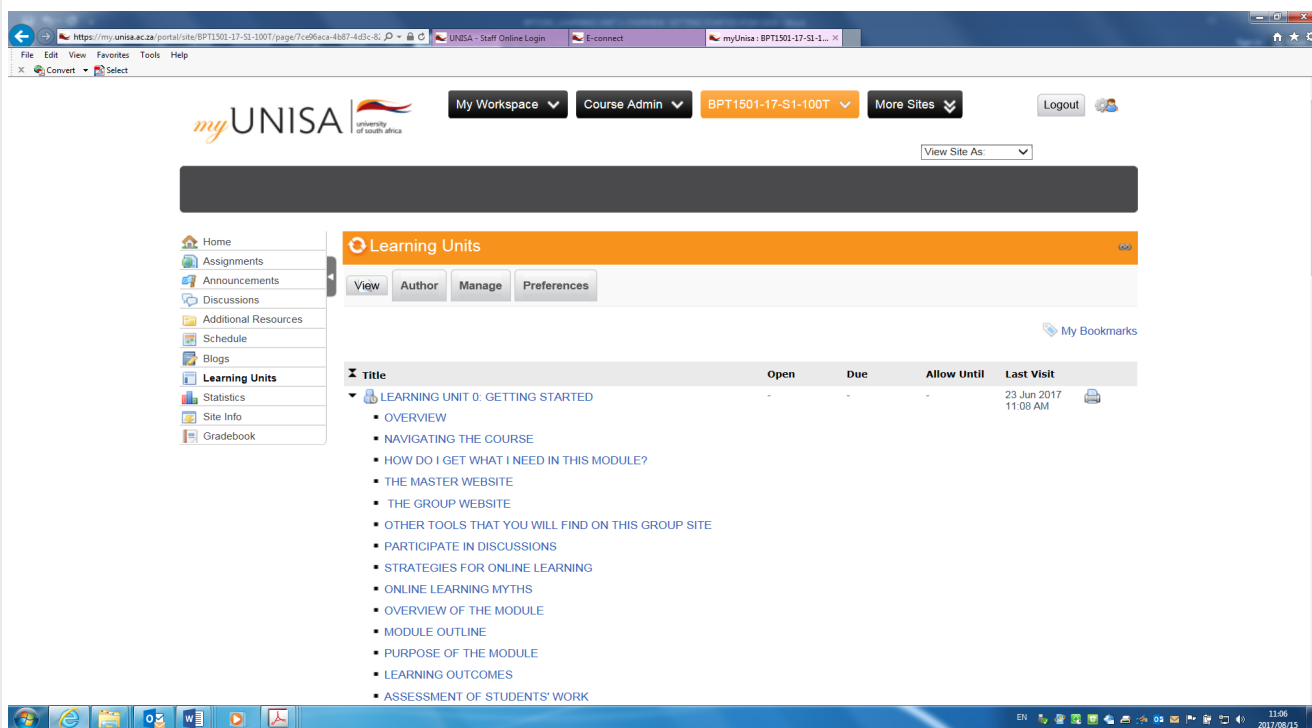 https://my.unisa.ac.za/portal/site/BPT1501-17-S1-100T/page/7ce96aca-4b87-4d3c-8
UNISA - Staff Online Login
E-connect
myUnisa : BPT1501-17-S1-1...
File Edit View Favorites Tools Help
x Convert Select
myUNISA university of south africa
My Workspace
Course Admin
BPT1501-17-S1-100T
More Sites
Logout
View Site As:
Home
Assignments
Announcements
Discussions
Additional Resources
Schedule
Blogs
Learning Units
Statistics
Site Info
Gradebook
Learning Units
View Author Manage Preferences
My Bookmarks
Title Open Due Allow Until Last Visit
LEARNING UNIT 0: GETTING STARTED - - - 23 Jun 2017
11:08 AM
OVERVIEW
NAVIGATING THE COURSE
HOW DO I GET WHAT I NEED IN THIS MODULE?
THE MASTER WEBSITE
THE GROUP WEBSITE
OTHER TOOLS THAT YOU WILL FIND ON THIS GROUP SITE
PARTICIPATE IN DISCUSSIONS
STRATEGIES FOR ONLINE LEARNING
ONLINE LEARNING MYTHS
OVERVIEW OF THE MODULE
MODULE OUTLINE
PURPOSE OF THE MODULE
LEARNING OUTCOMES
ASSESSMENT OF STUDENTS' WORK
EN 11:06
2017/08/15